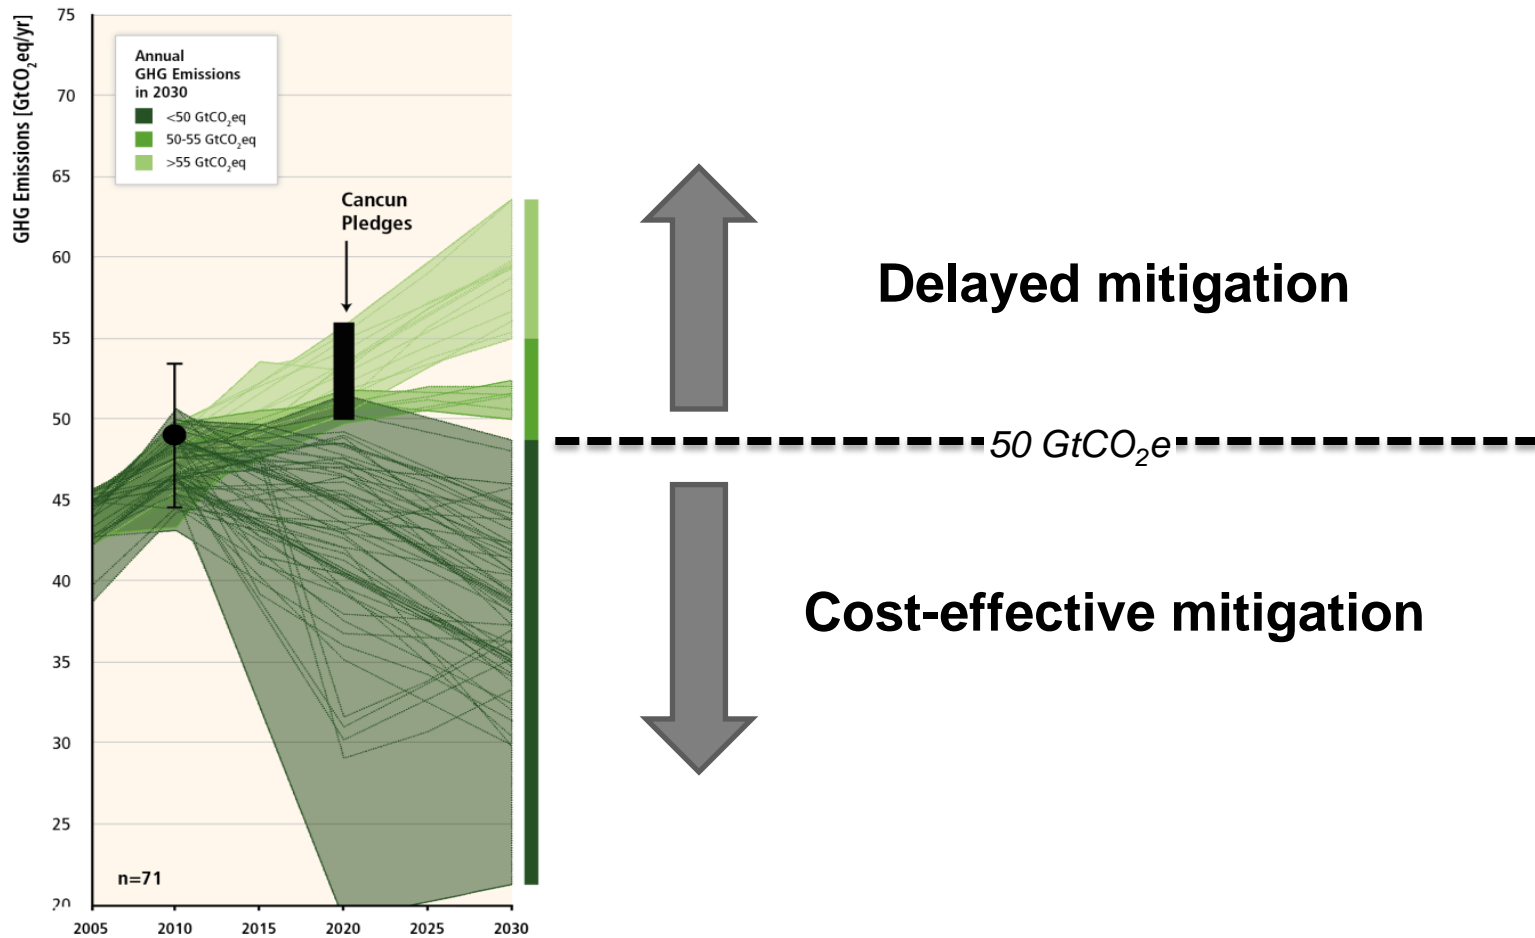 GHG Emissions [GtCO₂eq/yr]
75
70
65
60
55
50
45
40
35
30
25
20
Annual
GHG Emissions
in 2030
<50 GtCO₂eq
50-55 GtCO₂eq
>55 GtCO₂eq
Cancun
Pledges
n=71
2005 2010 2015 2020 2025 2030
Delayed mitigation
50 GtCO₂e
Cost-effective mitigation